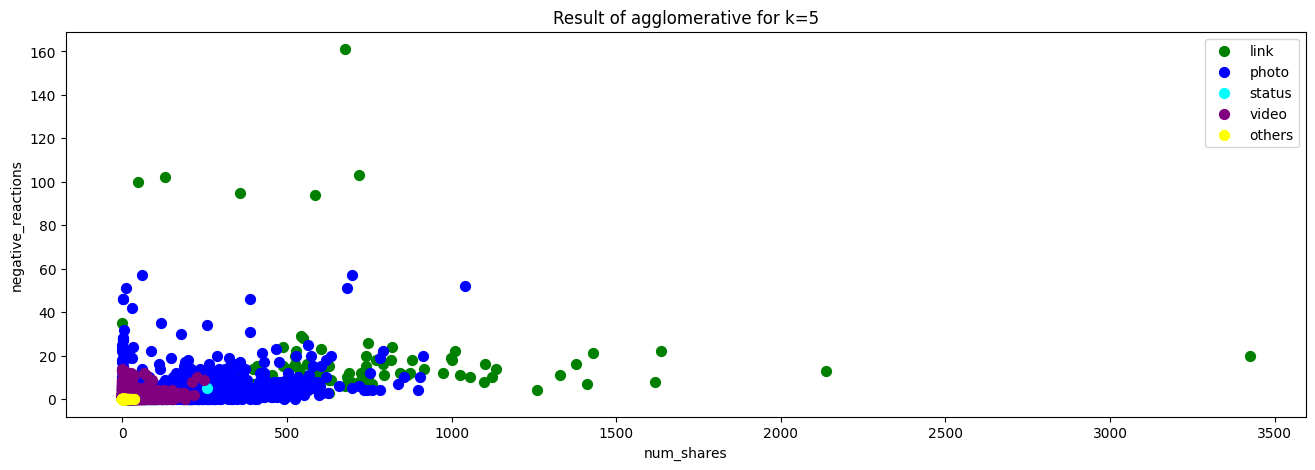 Result of agglomerative for k=5
link
photo
status
video
others
negative_reactions
160
140
120
100
80
60
40
20
0
0 500 1000 1500 2000 2500 3000 3500
num_shares